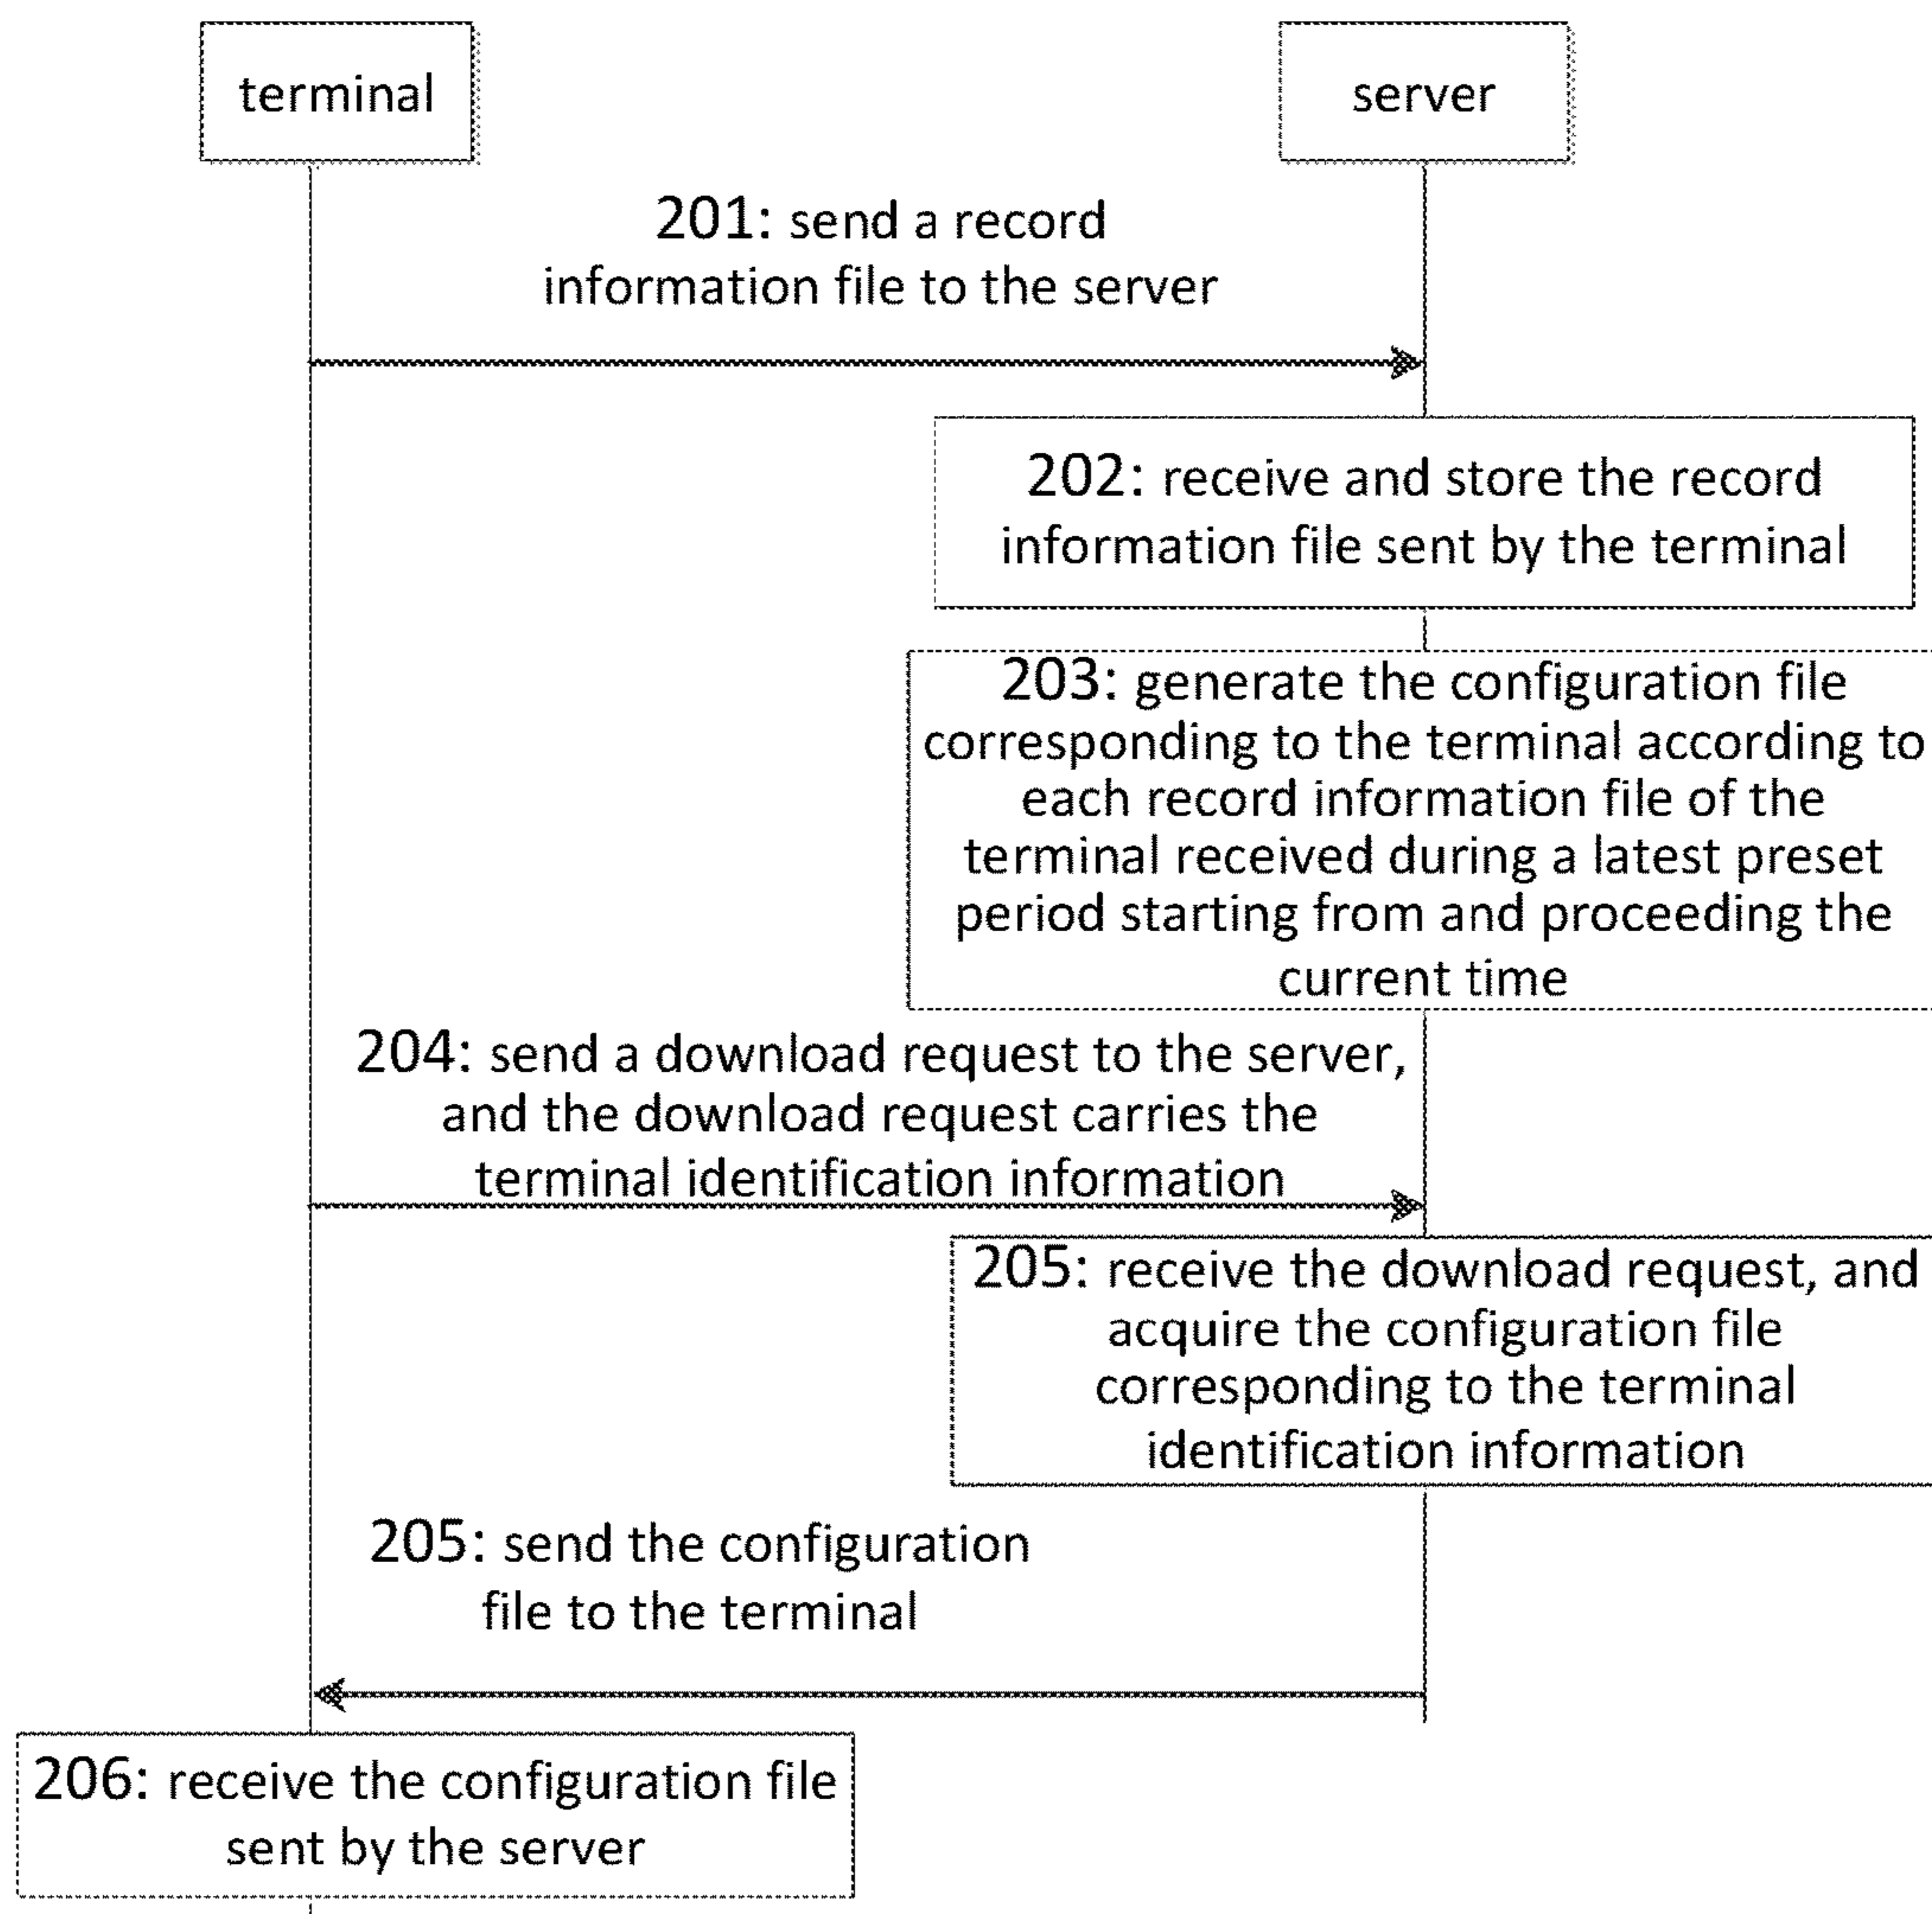 terminal
server
201: send a record
information file to the server
202: receive and store the record
information file sent by the terminal
203: generate the configuration file
corresponding to the terminal according to
each record information file of the
terminal received during a latest preset
period starting from and proceeding the
current time
204: send a download request to the server,
and the download request carries the
terminal identification information
205: receive the download request, and
acquire the configuration file
corresponding to the terminal
identification information
205: send the configuration
file to the terminal
206: receive the configuration file
sent by the server